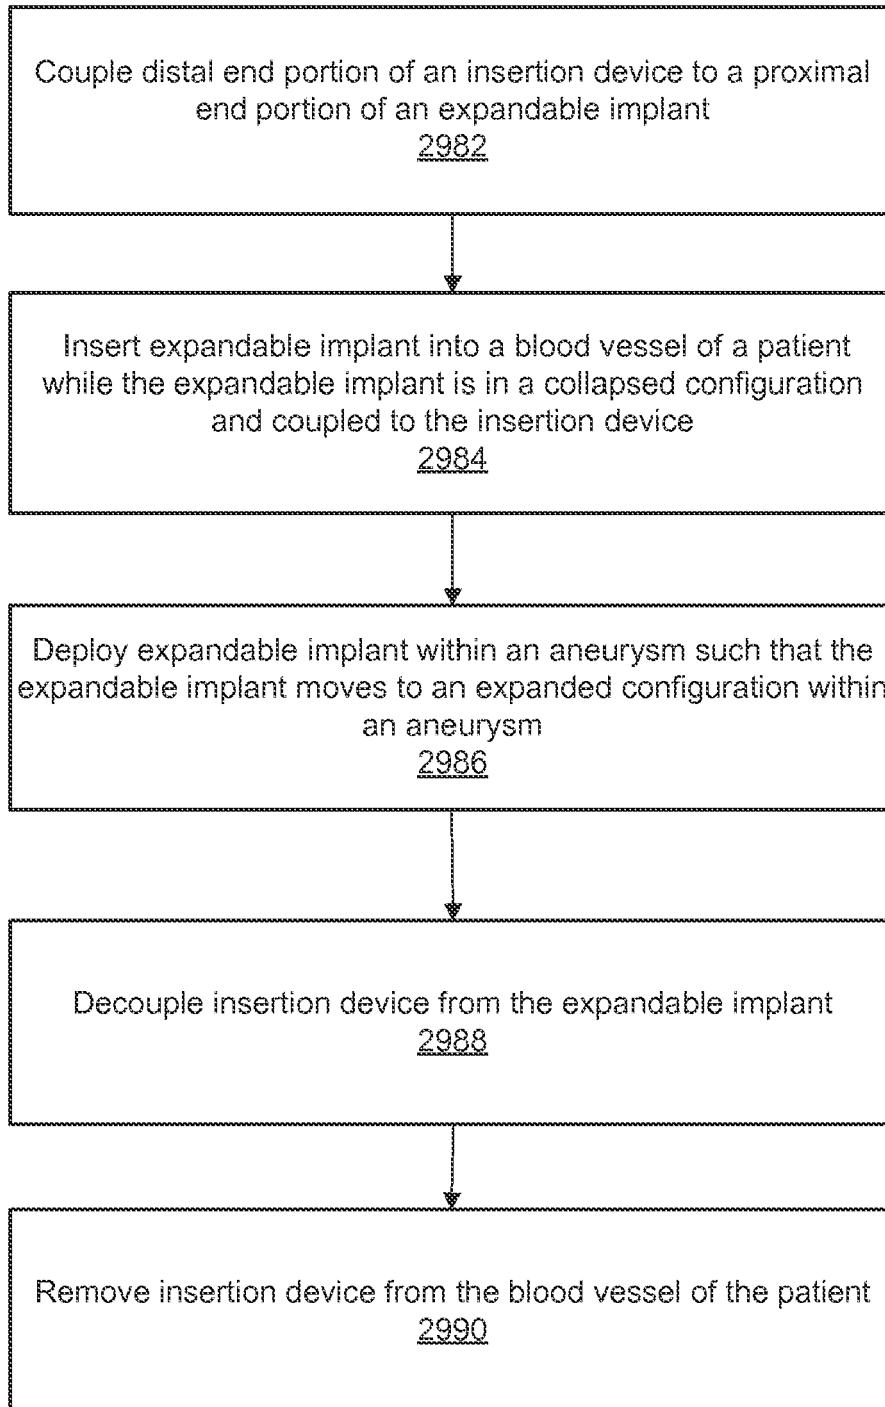 Couple distal end portion of an insertion device to a proximal
end portion of an expandable implant
2982
Insert expandable implant into a blood vessel of a patient
while the expandable implant is in a collapsed configuration
and coupled to the insertion device
2984
Deploy expandable implant within an aneurysm such that the
expandable implant moves to an expanded configuration within
an aneurysm
2986
Decouple insertion device from the expandable implant
2988
Remove insertion device from the blood vessel of the patient
2990